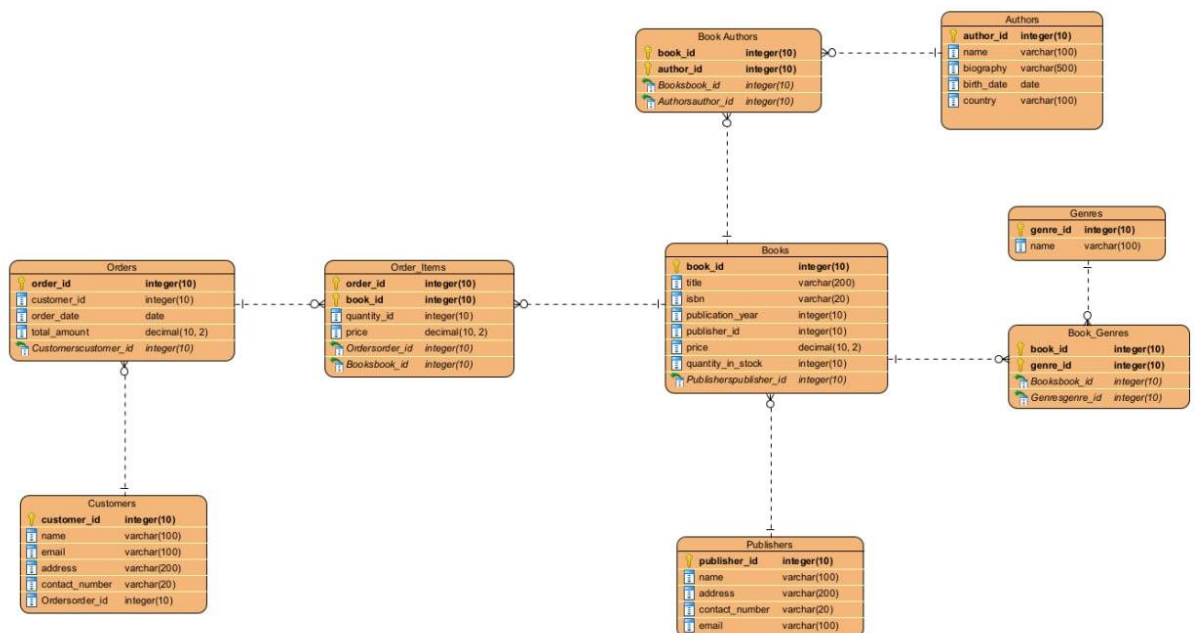 Book Authors
book_id integer(10)
author_id integer(10)
Booksbook_id integer(10)
Authorsauthor_id integer(10)
Authors
author_id integer(10)
name varchar(100)
biography varchar(500)
birth_date date
country varchar(100)
Genres
genre_id integer(10)
name varchar(100)
Orders
order_id integer(10)
customer_id integer(10)
order_date date
total_amount decimal(10, 2)
Customerscustomer_id integer(10)
Order_Items
order_id integer(10)
book_id integer(10)
quantity_id integer(10)
price decimal(10, 2)
Ordersorder_id integer(10)
Booksbook_id integer(10)
Books
book_id integer(10)
title varchar(200)
isbn varchar(20)
publication_year integer(10)
publisher_id integer(10)
price decimal(10, 2)
quantity_in_stock integer(10)
Publisherspublisher_id integer(10)
Book_Genres
book_id integer(10)
genre_id integer(10)
Booksbook_id integer(10)
Genresgenre_id integer(10)
Customers
customer_id integer(10)
name varchar(100)
email varchar(100)
address varchar(200)
contact_number varchar(20)
Ordersorder_id integer(10)
Publishers
publisher_id integer(10)
name varchar(100)
address varchar(200)
contact_number varchar(20)
email varchar(100)